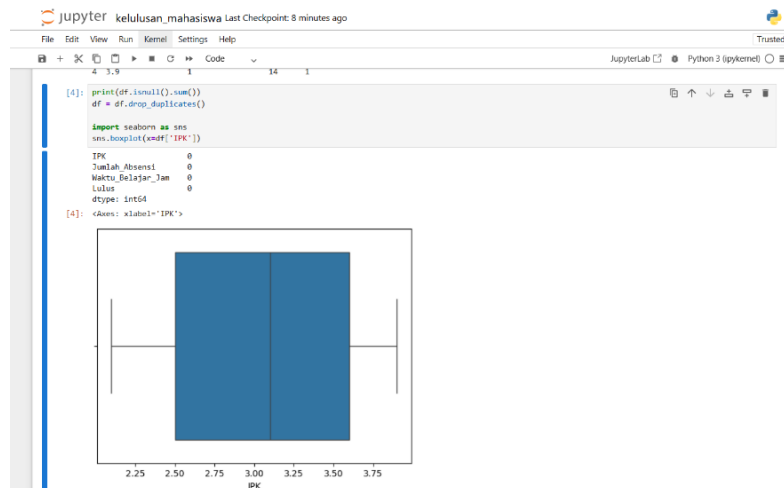 jupyter kelulusan_mahasiswa Last Checkpoint: 8 minutes ago
File Edit View Run Kernel Settings Help Trusted
Code JupyterLab Python 3 (ipykernel)
4 3.9 1 14 1
[4]: print(df.isnull().sum())
df = df.drop_duplicates()
import seaborn as sns
sns.boxplot(x=df['IPK'])
IPK 0
Jumlah_Absensi 0
Waktu_Belajar_Jam 0
Lulus 0
dtype: int64
[4]: <Axes: xlabel='IPK'>
2.25 2.50 2.75 3.00 3.25 3.50 3.75
IPK